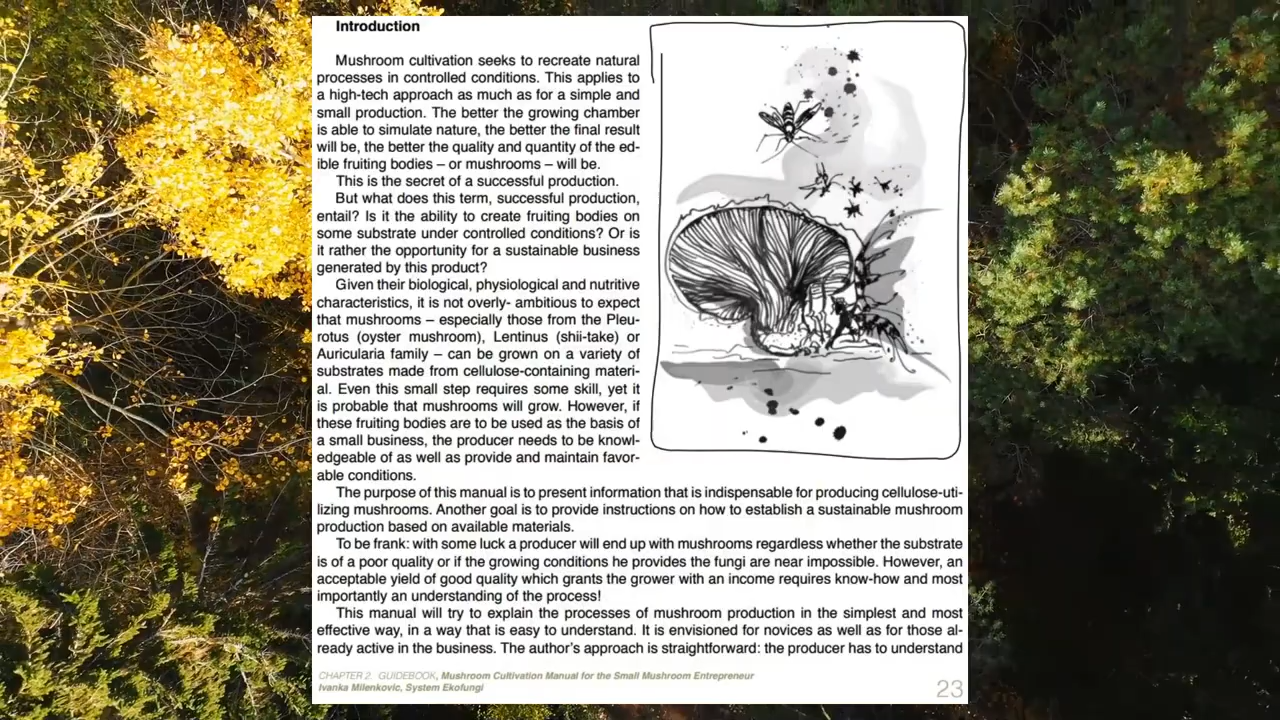 Introduction
Mushroom cultivation seeks to recreate natural
processes in controlled conditions. This applies to
a high-tech approach as much as for a simple and
small production. The better the growing chamber
is able to simulate nature, the better the final result
will be, the better the quality and quantity of the ed-
ible fruiting bodies – or mushrooms – will be.
This is the secret of a successful production.
But what does this term, successful production,
entail? Is it the ability to create fruiting bodies on
some substrate under controlled conditions? Or is
it rather the opportunity for a sustainable business
generated by this product?
Given their biological, physiological and nutritive
characteristics, it is not overly- ambitious to expect
that mushrooms – especially those from the Pleu-
rotus (oyster mushroom), Lentinus (shii-take) or
Auricularia family – can be grown on a variety of
substrates made from cellulose-containing materi-
al. Even this small step requires some skill, yet it
is probable that mushrooms will grow. However, if
these fruiting bodies are to be used as the basis of
a small business, the producer needs to be knowl-
edgeable of as well as provide and maintain favor-
able conditions.
The purpose of this manual is to present information that is indispensable for producing cellulose-uti-
lizing mushrooms. Another goal is to provide instructions on how to establish a sustainable mushroom
production based on available materials.
To be frank: with some luck a producer will end up with mushrooms regardless whether the substrate
is of a poor quality or if the growing conditions he provides the fungi are near impossible. However, an
acceptable yield of good quality which grants the grower with an income requires know-how and most
importantly an understanding of the process!
This manual will try to explain the processes of mushroom production in the simplest and most
effective way, in a way that is easy to understand. It is envisioned for novices as well as for those al-
ready active in the business. The author's approach is straightforward: the producer has to understand
CHAPTER 2. GUIDEBOOK, Mushroom Cultivation Manual for the Small Mushroom Entrepreneur
Ivanka Milenkovic, System Ekofungi
23